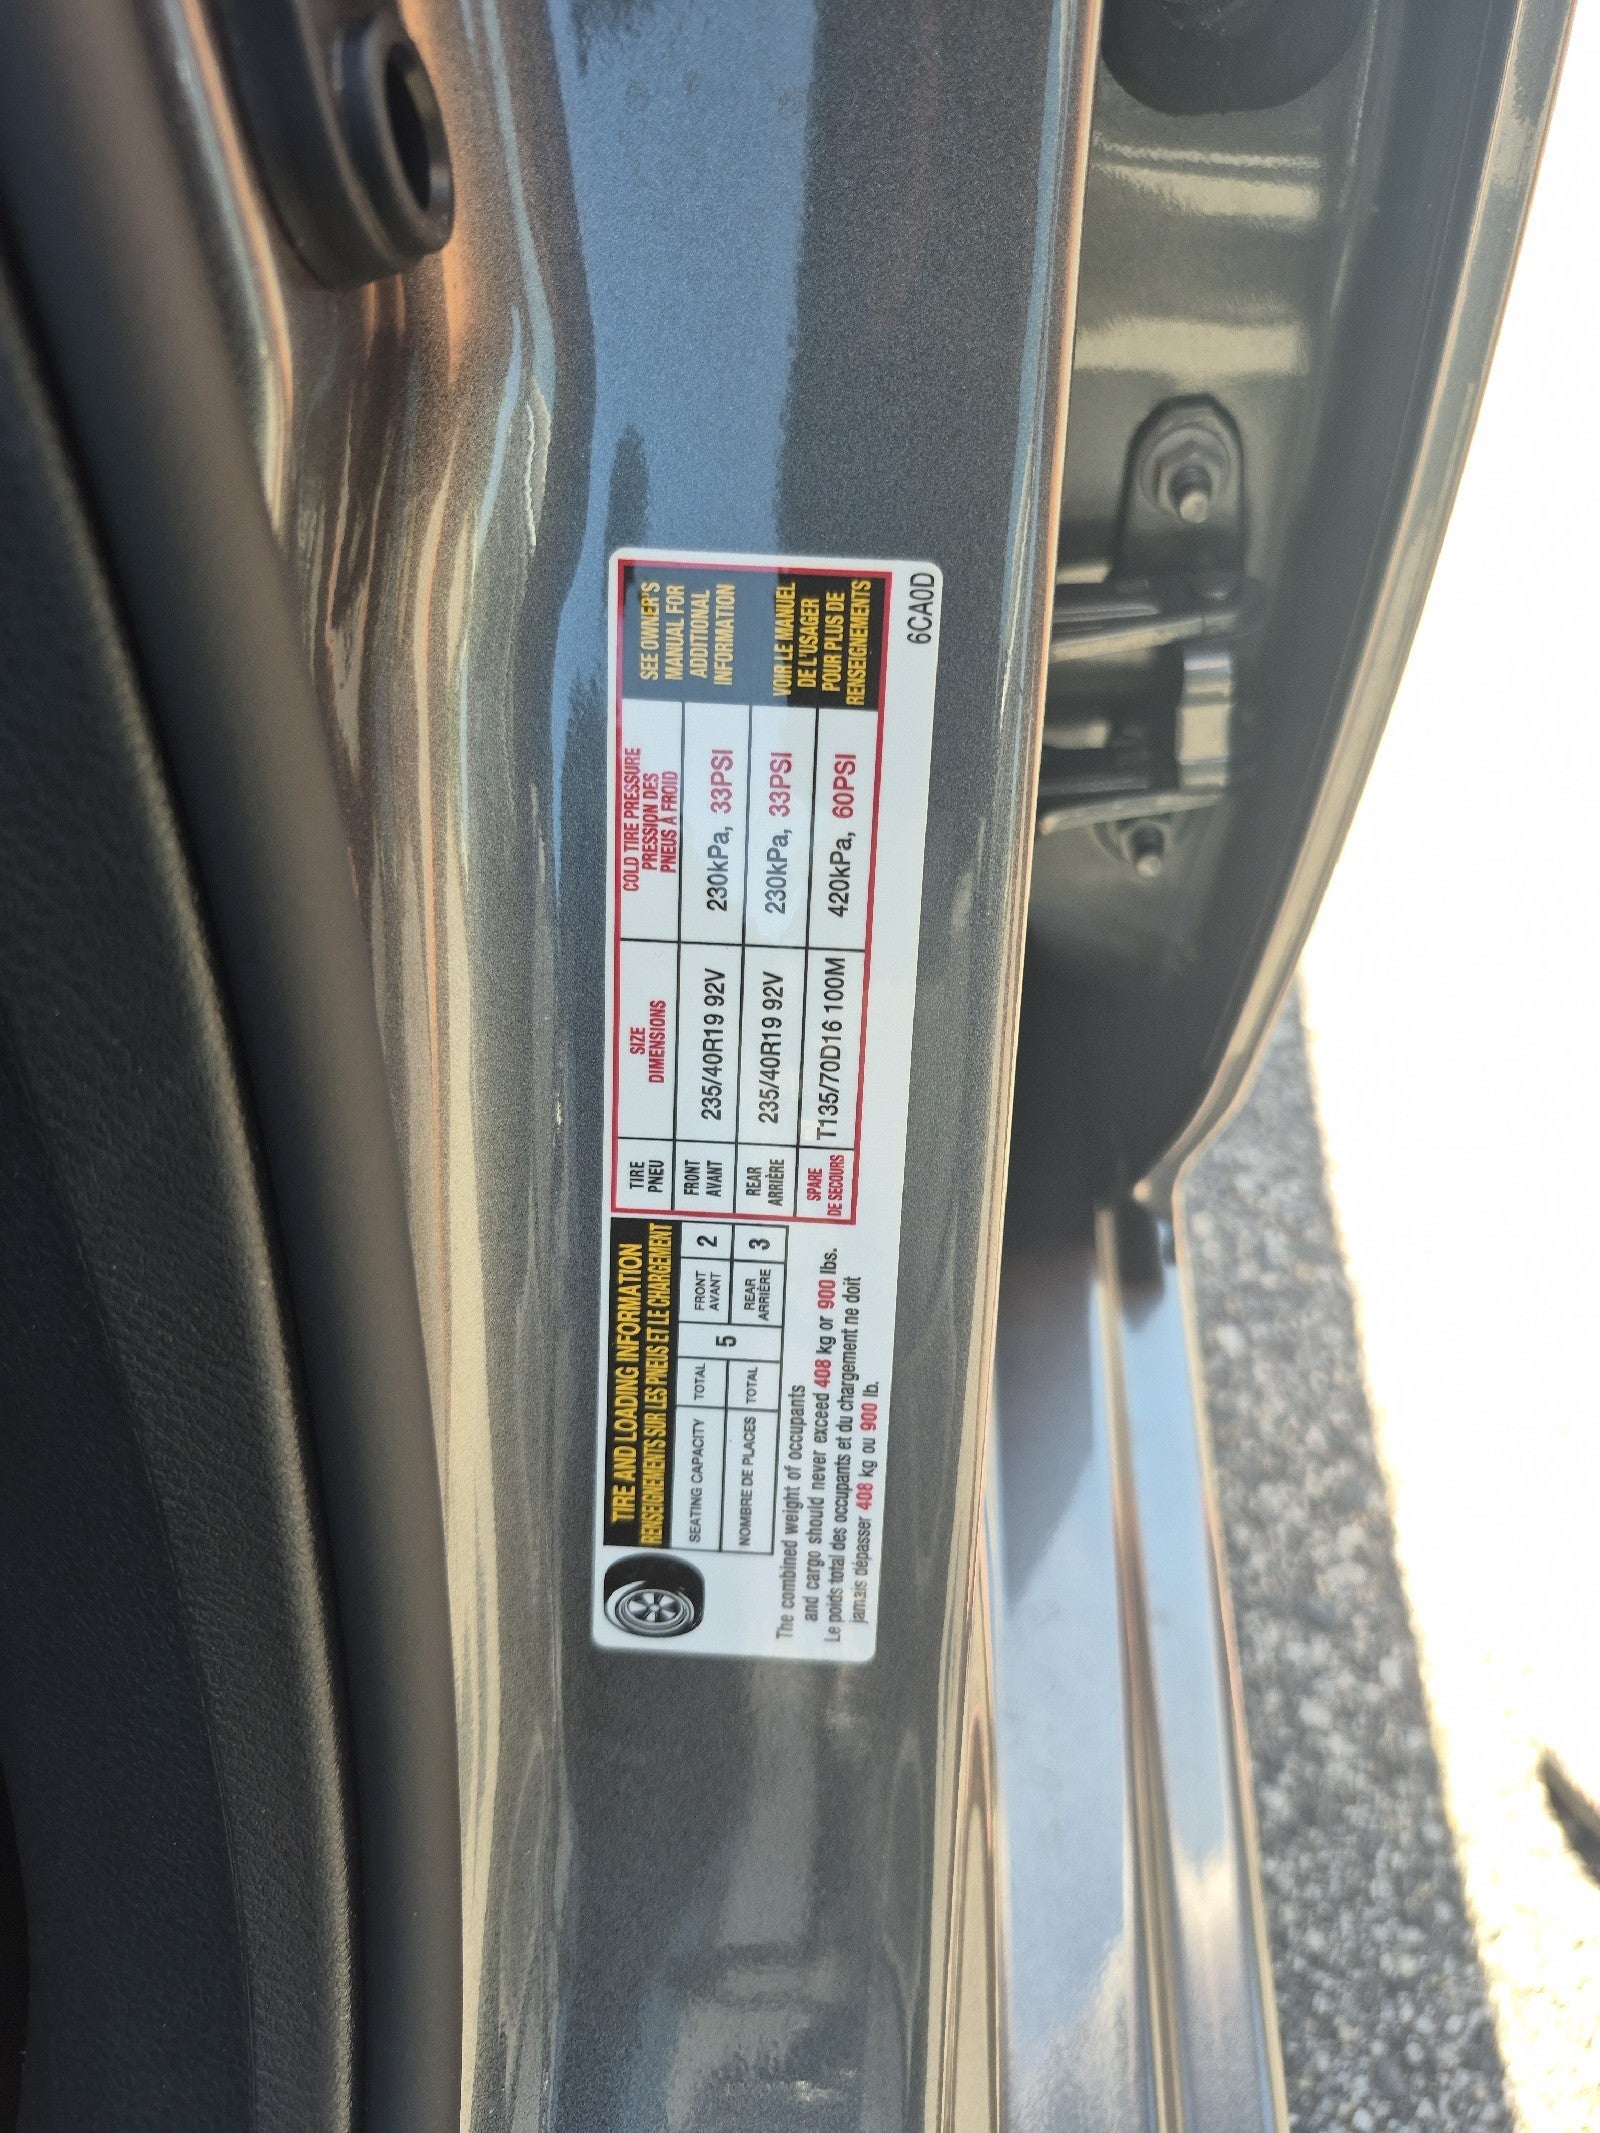 TIRE AND LOADING INFORMATION
RENSEIGNEMENTS SUR LES PNEUS ET LE CHARGEMENT
SEATING CAPACITY
NOMBRE DE PLACES
TOTAL
TOTAL
5
FRONT
AVANT
2
REAR
ARRIÈRE
3
The combined weight of occupants
and cargo should never exceed 408 kg or 900 lbs.
Le poids total des occupants et du chargement ne doit
jamais dépasser 408 kg ou 900 lb.
TIRE
PNEU
SIZE
DIMENSIONS
COLD TIRE PRESSURE
PRESSION DES
PNEUS À FROID
FRONT
AVANT
235/40R19 92V
230kPa, 33PSI
REAR
ARRIÈRE
235/40R19 92V
230kPa, 33PSI
SPARE
DE SECOURS
T135/70D16 100M
420kPa, 60PSI
SEE OWNER'S
MANUAL FOR
ADDITIONAL
INFORMATION
VOIR LE MANUEL
DE L'USAGER
POUR PLUS DE
RENSEIGNEMENTS
6CA0D